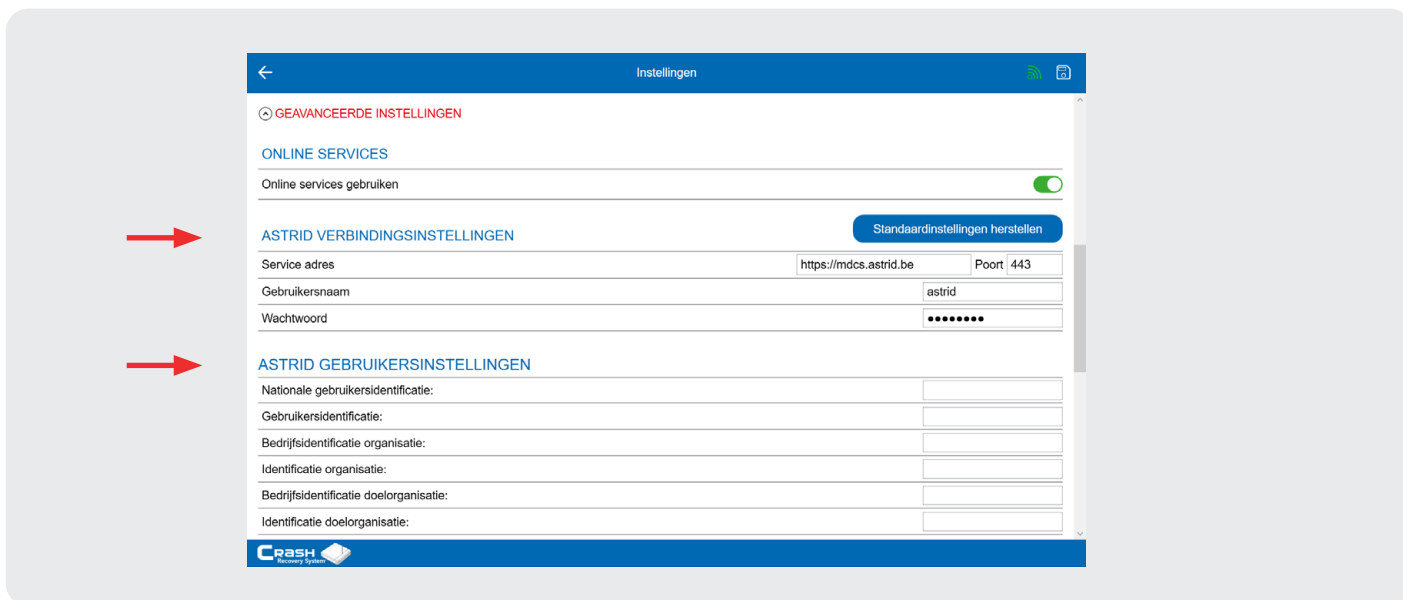 Instellingen
GEAVANCEERDE INSTELLINGEN
ONLINE SERVICES
Online services gebruiken
ASTRID VERBINDINGSINSTELLINGEN Standaardinstellingen herstellen
Service adres https://mdcs.astrid.be Poort 443
Gebruikersnaam astrid
Wachtwoord ●●●●●●●●
ASTRID GEBRUIKERSINSTELLINGEN
Nationale gebruikersidentificatie:
Gebruikersidentificatie:
Bedrijfsidentificatie organisatie:
Identificatie organisatie:
Bedrijfsidentificatie doelorganisatie:
Identificatie doelorganisatie:
CRASH
Recovery System